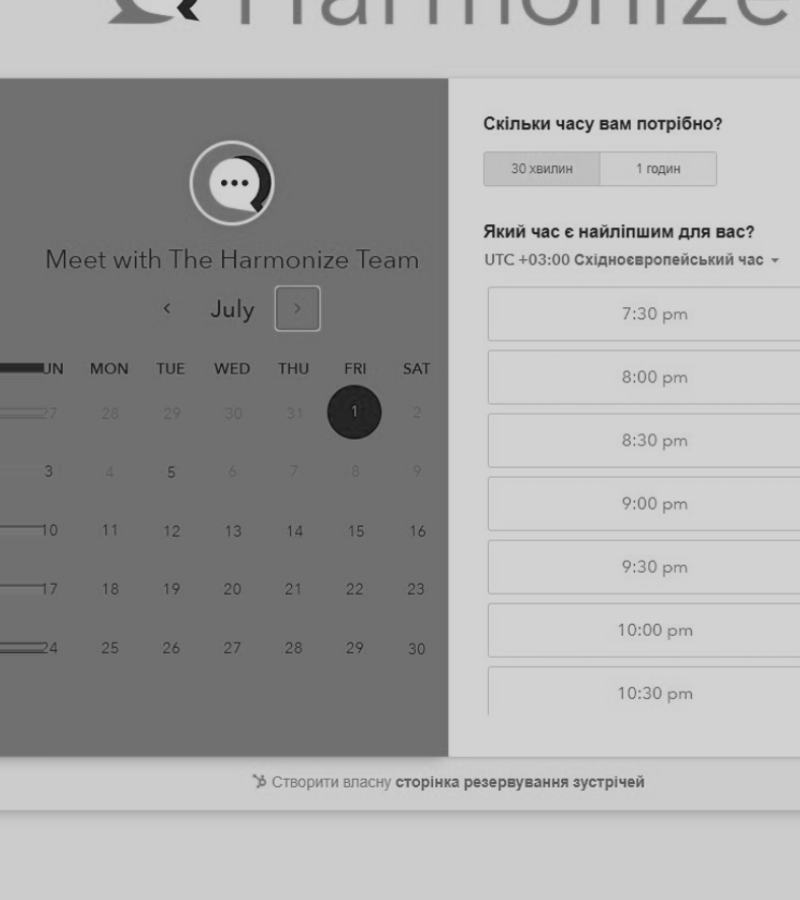 Harmonize
Meet with The Harmonize Team
July
UN MON TUE WED THU FRI SAT
27 28 29 30 31 1 2
3 4 5 6 7 8 9
10 11 12 13 14 15 16
17 18 19 20 21 22 23
24 25 26 27 28 29 30
Скільки часу вам потрібно?
30 хвилин 1 годин
Який час є найліпшим для вас?
UTC +03:00 Східноєвропейський час
7:30 pm
8:00 pm
8:30 pm
9:00 pm
9:30 pm
10:00 pm
10:30 pm
Створити власну сторінка резервування зустрічей